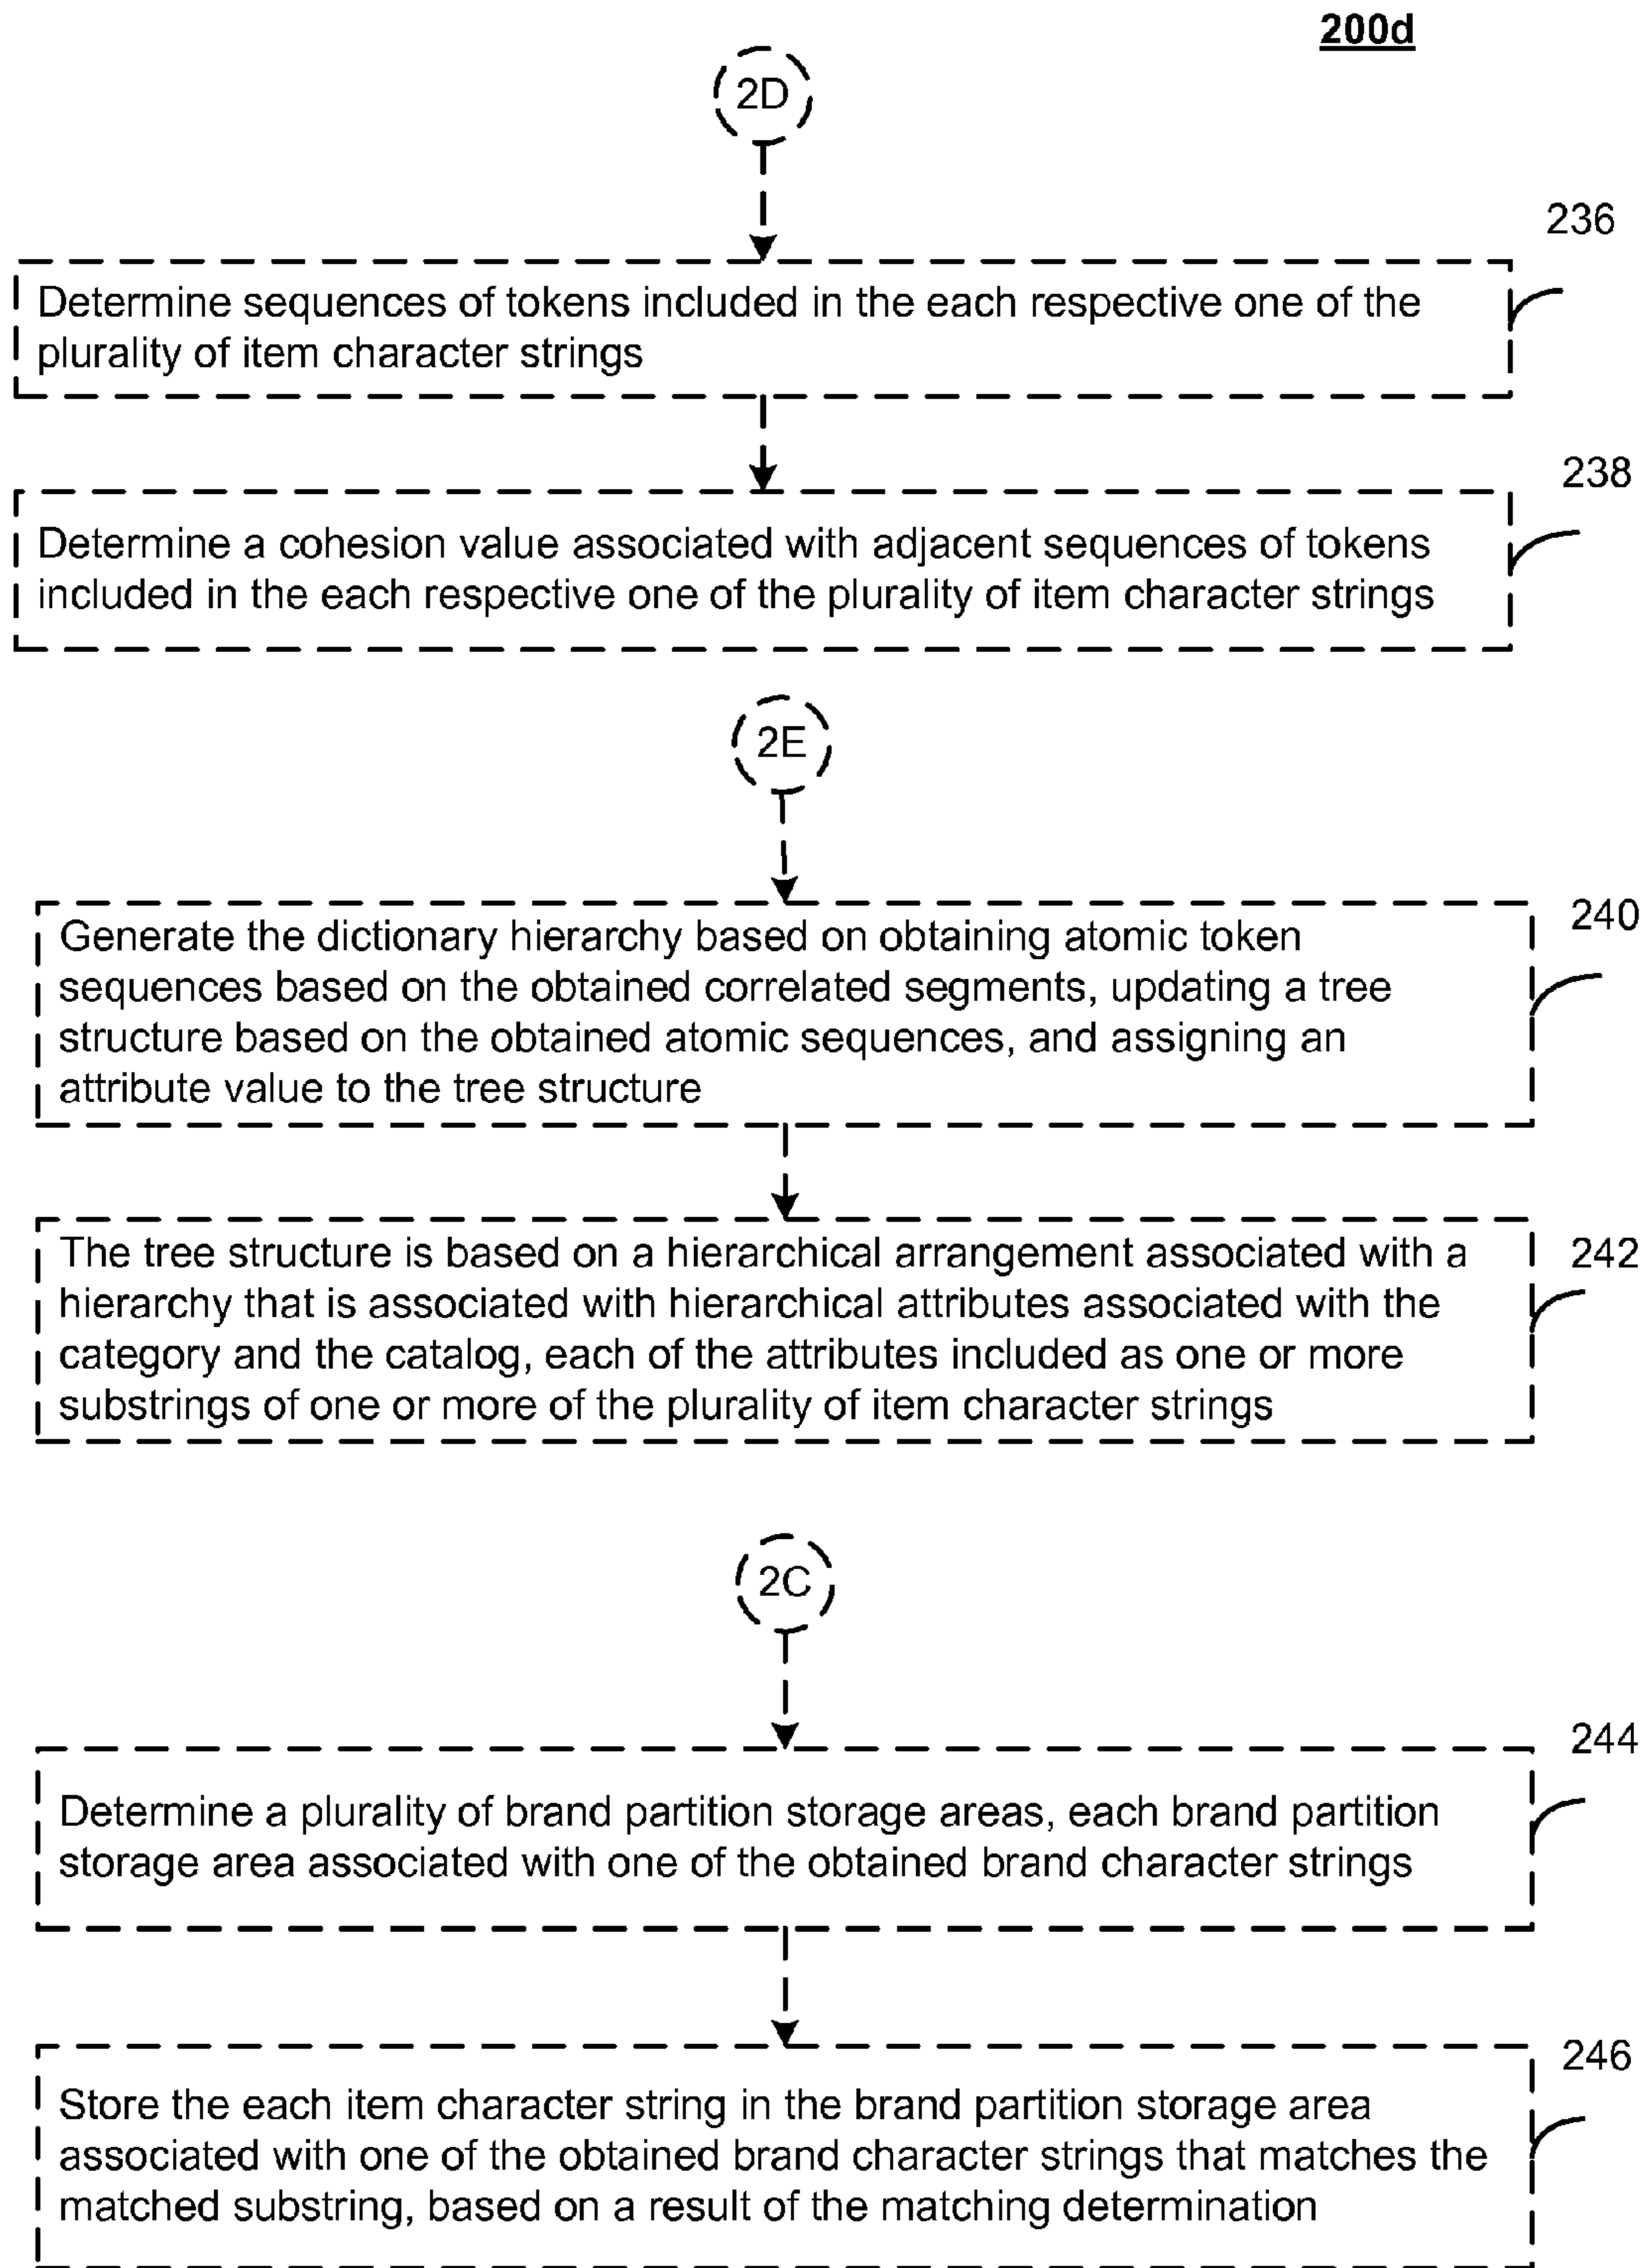 200d
2D
236
Determine sequences of tokens included in the each respective one of the
plurality of item character strings
238
Determine a cohesion value associated with adjacent sequences of tokens
included in the each respective one of the plurality of item character strings
2E
240
Generate the dictionary hierarchy based on obtaining atomic token
sequences based on the obtained correlated segments, updating a tree
structure based on the obtained atomic sequences, and assigning an
attribute value to the tree structure
242
The tree structure is based on a hierarchical arrangement associated with a
hierarchy that is associated with hierarchical attributes associated with the
category and the catalog, each of the attributes included as one or more
substrings of one or more of the plurality of item character strings
2C
244
Determine a plurality of brand partition storage areas, each brand partition
storage area associated with one of the obtained brand character strings
246
Store the each item character string in the brand partition storage area
associated with one of the obtained brand character strings that matches the
matched substring, based on a result of the matching determination